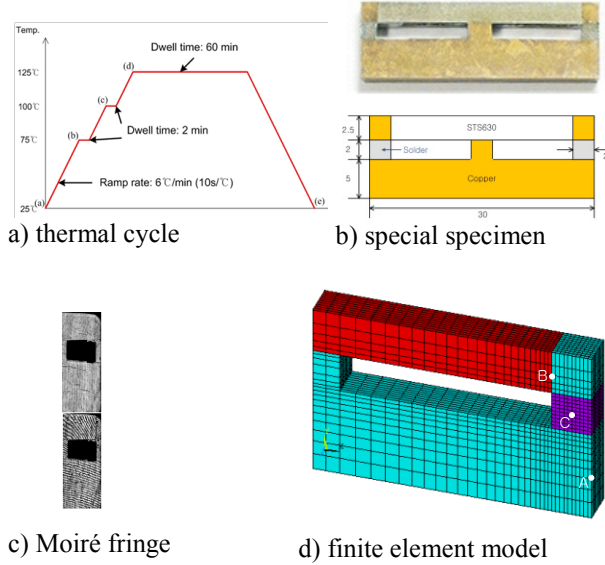 Temp.
Dwell time: 60 min
125℃
(d)
100℃
(c)
Dwell time: 2 min
75℃
(b)
Ramp rate: 6℃/min (10s/℃)
25℃
(a)
(e)
a) thermal cycle
2.5
STS630
2
Solder
5
Copper
30
b) special specimen
B
C
A
c) Moiré fringe
d) finite element model